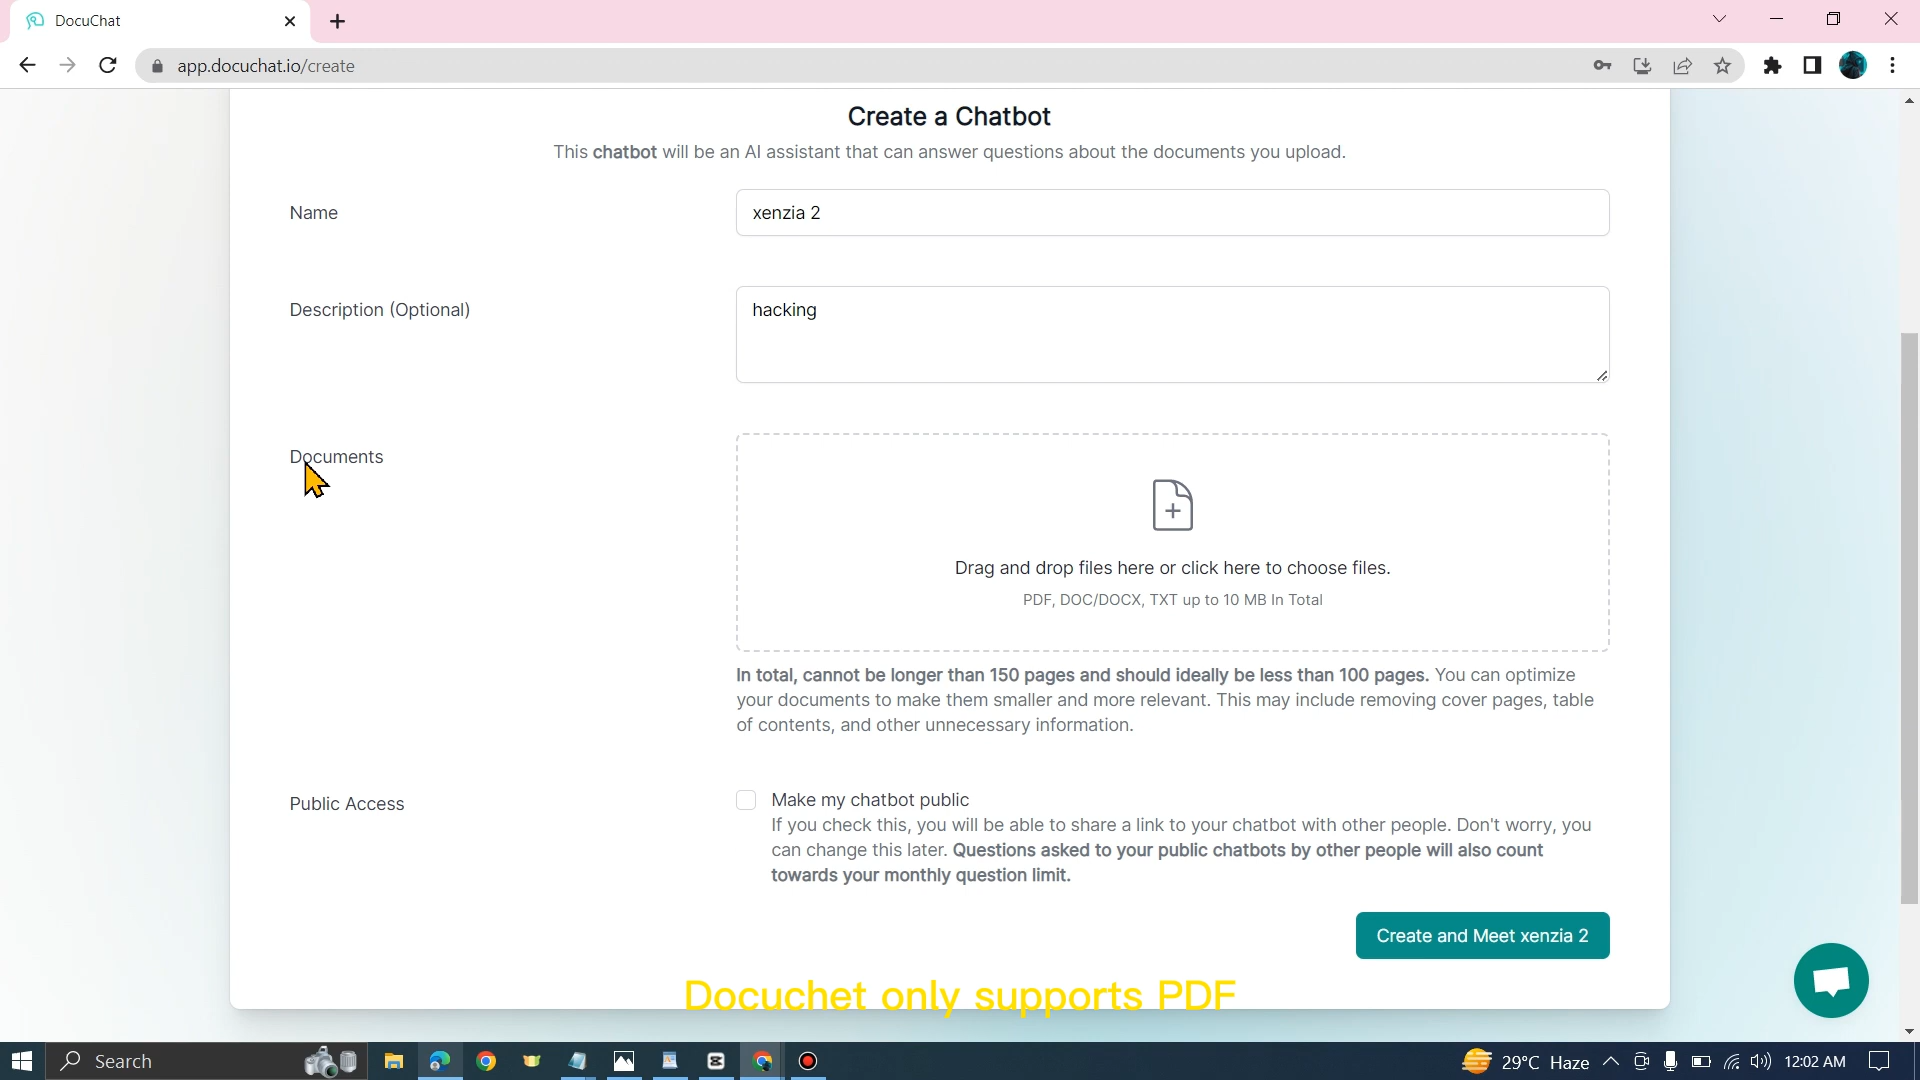 DocuChat
app.docuchat.io/create
Create a Chatbot
This chatbot will be an AI assistant that can answer questions about the documents you upload.
Name
xenzia 2
Description (Optional)
hacking
Documents
Drag and drop files here or click here to choose files.
PDF, DOC/DOCX, TXT up to 10 MB In Total
In total, cannot be longer than 150 pages and should ideally be less than 100 pages. You can optimize
your documents to make them smaller and more relevant. This may include removing cover pages, table
of contents, and other unnecessary information.
Public Access
Make my chatbot public
If you check this, you will be able to share a link to your chatbot with other people. Don't worry, you
can change this later. Questions asked to your public chatbots by other people will also count
towards your monthly question limit.
Create and Meet xenzia 2
Docuchet only supports PDF
Search
29°C Haze
12:02 AM